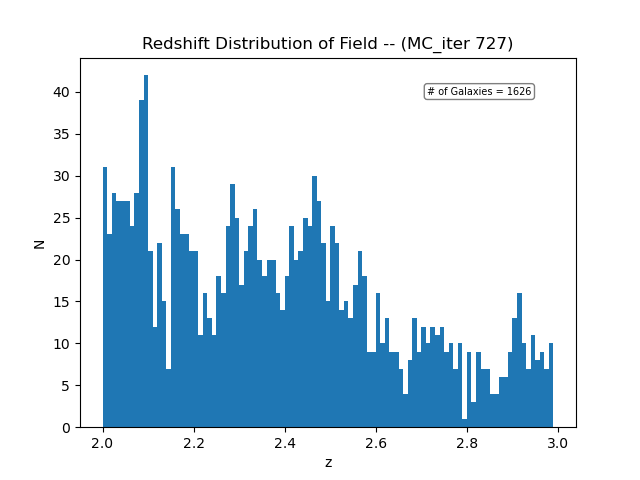 Redshift Distribution of Field -- (MC_iter 727)
# of Galaxies = 1626
N
40
35
30
25
20
15
10
5
0
2.0 2.2 2.4 2.6 2.8 3.0
z